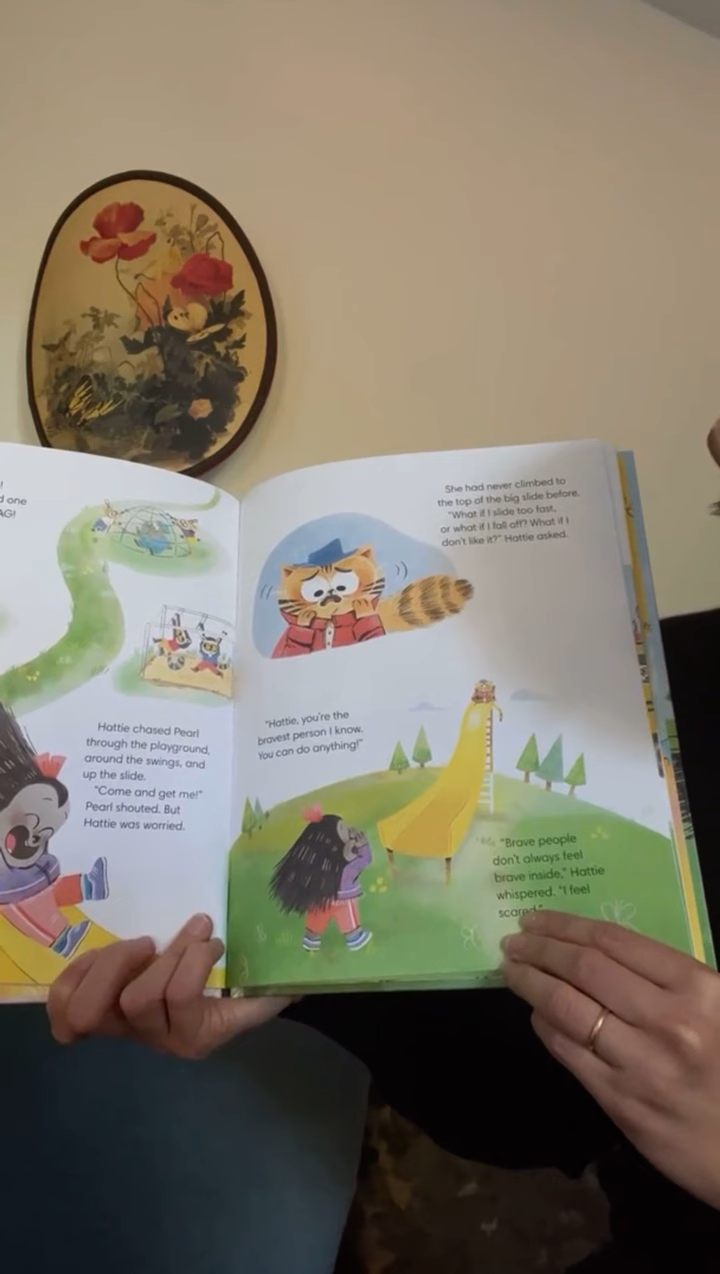 !
d one
AG!
Hattie chased Pearl
through the playground,
around the swings, and
up the slide.
"Come and get me!"
Pearl shouted. But
Hattie was worried.
She had never climbed to
the top of the big slide before.
"What if I slide too fast,
or what if I fall off? What if I
don't like it?" Hattie asked.
"Hattie, you're the
bravest person I know.
You can do anything!"
"Brave people
don't always feel
brave inside," Hattie
whispered. "I feel
scared."